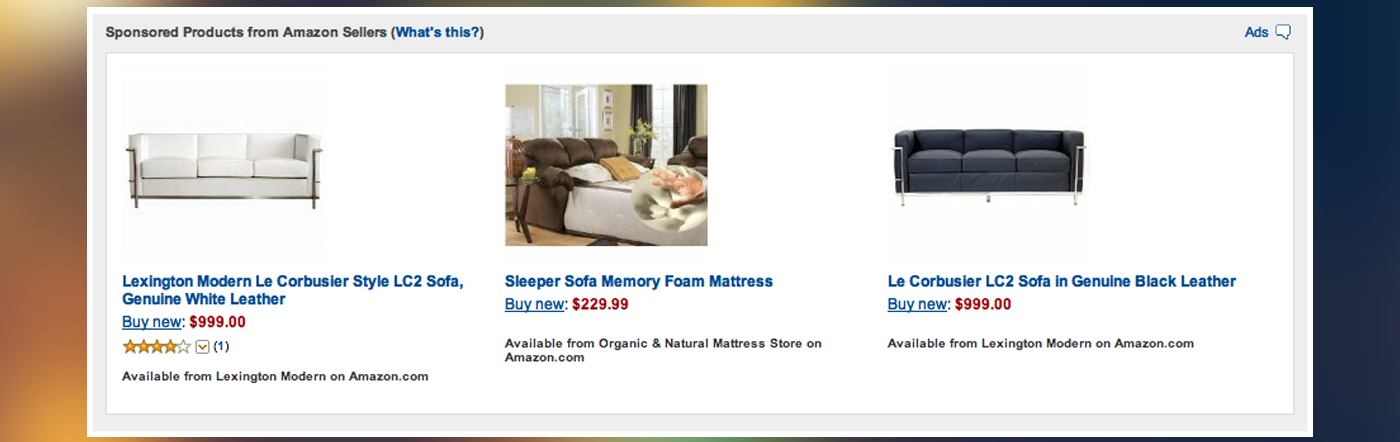 Sponsored Products from Amazon Sellers (What's this?)
Ads
Lexington Modern Le Corbusier Style LC2 Sofa,
Genuine White Leather
Buy new: $999.00
(1)
Available from Lexington Modern on Amazon.com
Sleeper Sofa Memory Foam Mattress
Buy new: $229.99
Available from Organic & Natural Mattress Store on
Amazon.com
Le Corbusier LC2 Sofa in Genuine Black Leather
Buy new: $999.00
Available from Lexington Modern on Amazon.com